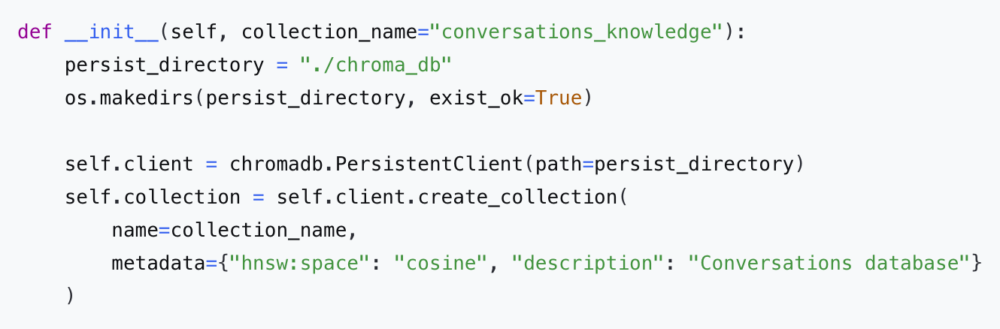 def __init__(self, collection_name="conversations_knowledge"):
    persist_directory = "./chroma_db"
    os.makedirs(persist_directory, exist_ok=True)

    self.client = chromadb.PersistentClient(path=persist_directory)
    self.collection = self.client.create_collection(
        name=collection_name,
        metadata={"hnsw:space": "cosine", "description": "Conversations database"}
    )